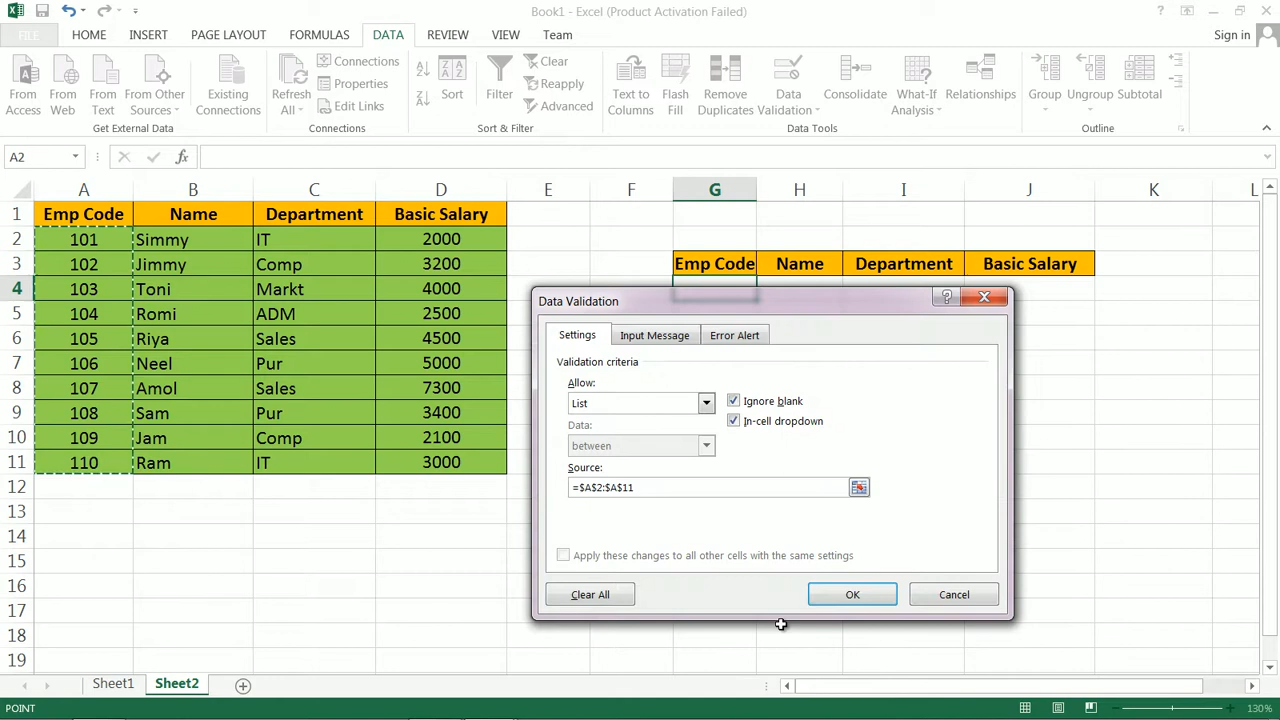 Book1 - Excel (Product Activation Failed)
FILE HOME INSERT PAGE LAYOUT FORMULAS DATA REVIEW VIEW Team Sign in
From Access
From Web
From Text
From Other Sources
Existing Connections
Get External Data
Refresh All
Connections
Properties
Edit Links
Connections
Sort
Filter
Clear
Reapply
Advanced
Sort & Filter
Text to Columns
Flash Fill
Remove Duplicates
Data Validation
Consolidate
What-If Analysis
Relationships
Data Tools
Group
Ungroup
Subtotal
Outline
A2 fx
A B C D E F G H I J K L
1 Emp Code Name Department Basic Salary
2 101 Simmy IT 2000
3 102 Jimmy Comp 3200 Emp Code Name Department Basic Salary
4 103 Toni Markt 4000
5 104 Romi ADM 2500
6 105 Riya Sales 4500
7 106 Neel Pur 5000
8 107 Amol Sales 7300
9 108 Sam Pur 3400
10 109 Jam Comp 2100
11 110 Ram IT 3000
12
13
14
15
16
17
18
19
Data Validation
Settings Input Message Error Alert
Validation criteria
Allow:
List
Ignore blank
In-cell dropdown
Data:
between
Source:
=$A$2:$A$11
Apply these changes to all other cells with the same settings
Clear All OK Cancel
Sheet1 Sheet2
POINT 130%